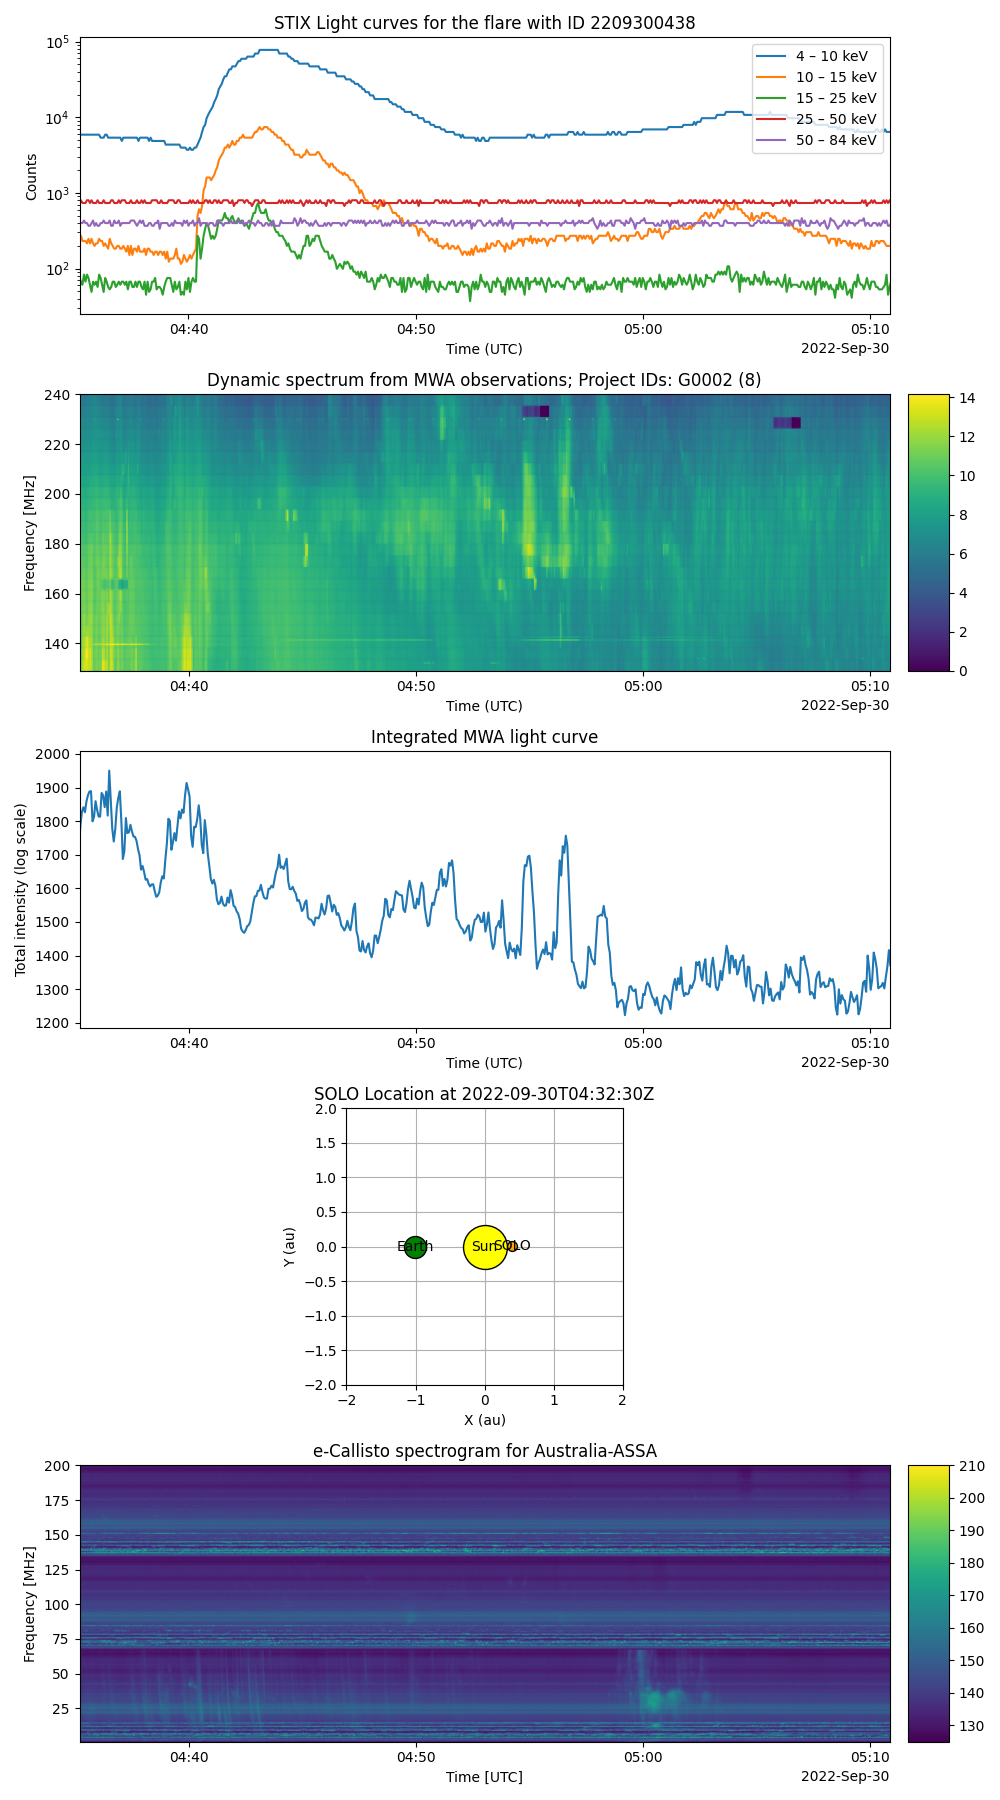 STIX Light curves for the flare with ID 2209300438
10⁵
10⁴
10³
10²
Counts
4 – 10 keV
10 – 15 keV
15 – 25 keV
25 – 50 keV
50 – 84 keV
04:40 04:50 05:00 05:10
Time (UTC)
2022-Sep-30
Dynamic spectrum from MWA observations; Project IDs: G0002 (8)
240
220
200
180
160
140
Frequency [MHz]
14
12
10
8
6
4
2
0
04:40 04:50 05:00 05:10
Time (UTC)
2022-Sep-30
Integrated MWA light curve
2000
1900
1800
1700
1600
1500
1400
1300
1200
Total intensity (log scale)
04:40 04:50 05:00 05:10
Time (UTC)
2022-Sep-30
SOLO Location at 2022-09-30T04:32:30Z
2.0
1.5
1.0
0.5
0.0
−0.5
−1.0
−1.5
−2.0
Y (au)
Earth Sun SOLO
−2 −1 0 1 2
X (au)
e-Callisto spectrogram for Australia-ASSA
200
175
150
125
100
75
50
25
Frequency [MHz]
210
200
190
180
170
160
150
140
130
04:40 04:50 05:00 05:10
Time [UTC]
2022-Sep-30